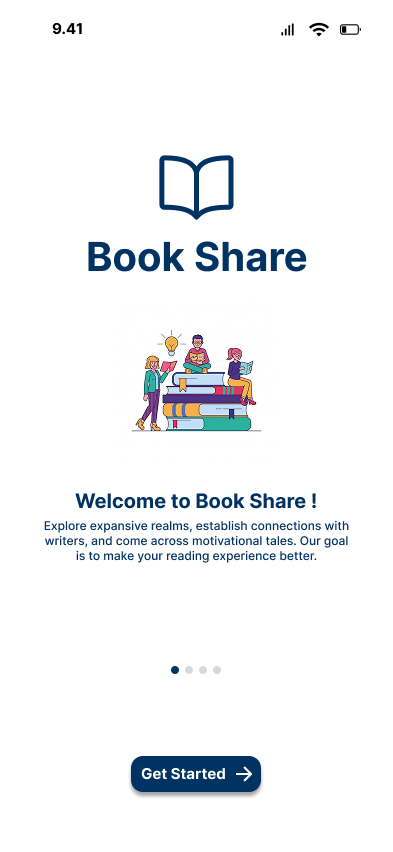 9.41
Book Share
Welcome to Book Share !
Explore expansive realms, establish connections with
writers, and come across motivational tales. Our goal
is to make your reading experience better.
Get Started